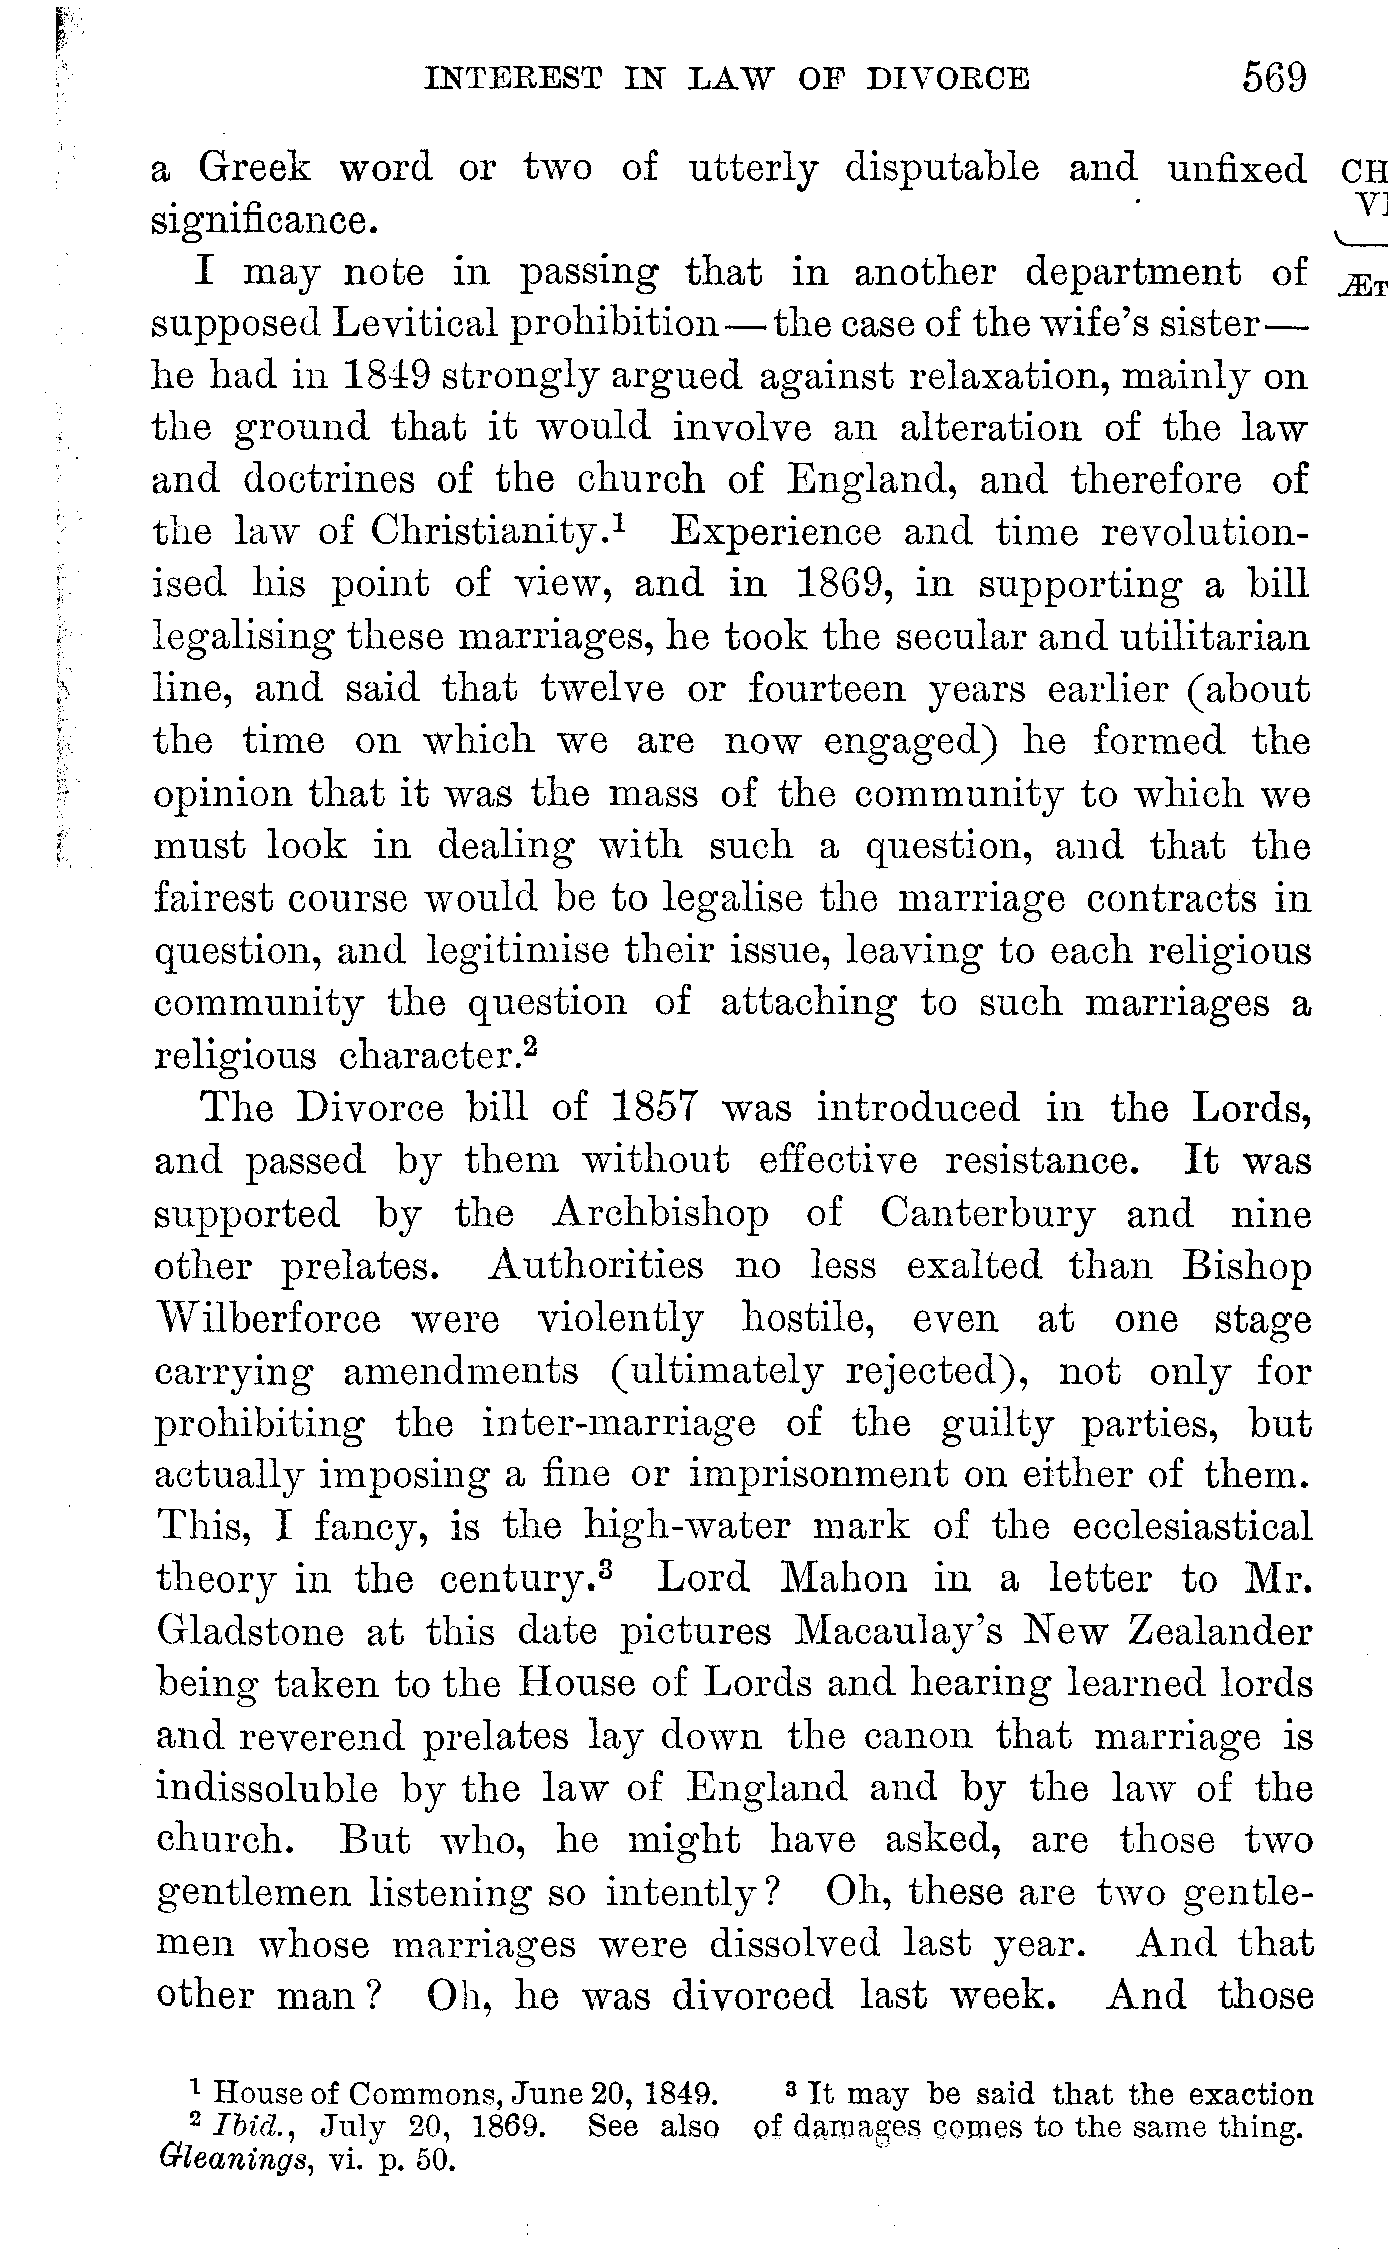 INTEREST IN LAW OF DIVORCE 569
a Greek word or two of utterly disputable and unfixed
significance.
I may note in passing that in another department of
supposed Levitical prohibition—the case of the wife's sister—
he had in 1849 strongly argued against relaxation, mainly on
the ground that it would involve an alteration of the law
and doctrines of the church of England, and therefore of
the law of Christianity.¹ Experience and time revolution-
ised his point of view, and in 1869, in supporting a bill
legalising these marriages, he took the secular and utilitarian
line, and said that twelve or fourteen years earlier (about
the time on which we are now engaged) he formed the
opinion that it was the mass of the community to which we
must look in dealing with such a question, and that the
fairest course would be to legalise the marriage contracts in
question, and legitimise their issue, leaving to each religious
community the question of attaching to such marriages a
religious character.²
The Divorce bill of 1857 was introduced in the Lords,
and passed by them without effective resistance. It was
supported by the Archbishop of Canterbury and nine
other prelates. Authorities no less exalted than Bishop
Wilberforce were violently hostile, even at one stage
carrying amendments (ultimately rejected), not only for
prohibiting the inter-marriage of the guilty parties, but
actually imposing a fine or imprisonment on either of them.
This, I fancy, is the high-water mark of the ecclesiastical
theory in the century.³ Lord Mahon in a letter to Mr.
Gladstone at this date pictures Macaulay's New Zealander
being taken to the House of Lords and hearing learned lords
and reverend prelates lay down the canon that marriage is
indissoluble by the law of England and by the law of the
church. But who, he might have asked, are those two
gentlemen listening so intently? Oh, these are two gentle-
men whose marriages were dissolved last year. And that
other man? Oh, he was divorced last week. And those
CH
VI
ÆT
¹ House of Commons, June 20, 1849.
² Ibid., July 20, 1869. See also
Gleanings, vi. p. 50.
³ It may be said that the exaction
of damages comes to the same thing.